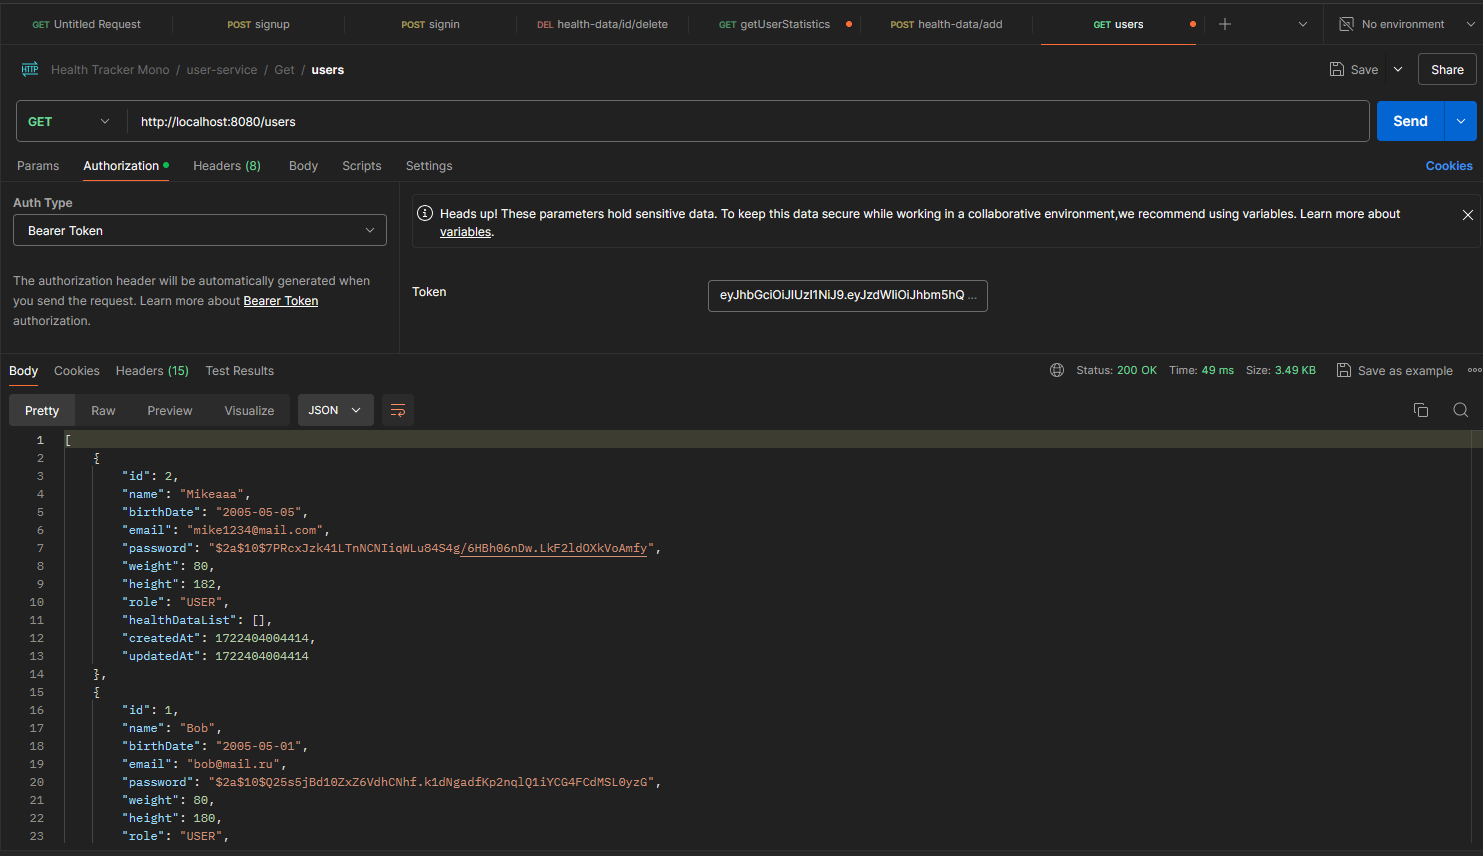 GET Untitled Request POST signup POST signin DEL health-data/id/delete GET getUserStatistics POST health-data/add GET users No environment
HTTP Health Tracker Mono / user-service / Get / users Save Share
GET http://localhost:8080/users Send
Params Authorization Headers (8) Body Scripts Settings Cookies
Auth Type
Bearer Token
The authorization header will be automatically generated when
you send the request. Learn more about Bearer Token
authorization.
Heads up! These parameters hold sensitive data. To keep this data secure while working in a collaborative environment,we recommend using variables. Learn more about
variables.
Token eyJhbGciOiJIUzI1NiJ9.eyJzdWIiOiJhbm5hQ ...
Body Cookies Headers (15) Test Results Status: 200 OK Time: 49 ms Size: 3.49 KB Save as example
Pretty Raw Preview Visualize JSON
1 [
2 {
3 "id": 2,
4 "name": "Mikeaaa",
5 "birthDate": "2005-05-05",
6 "email": "mike1234@mail.com",
7 "password": "$2a$10$7PRcxJzk41LTnNCNIiqWLu84S4g/6HBh06nDw.LkF2ldOXkVoAmfy",
8 "weight": 80,
9 "height": 182,
10 "role": "USER",
11 "healthDataList": [],
12 "createdAt": 1722404004414,
13 "updatedAt": 1722404004414
14 },
15 {
16 "id": 1,
17 "name": "Bob",
18 "birthDate": "2005-05-01",
19 "email": "bob@mail.ru",
20 "password": "$2a$10$Q25s5jBd10ZxZ6VdhCNhf.k1dNgadfKp2nqlQ1iYCG4FCdMSL0yzG",
21 "weight": 80,
22 "height": 180,
23 "role": "USER",